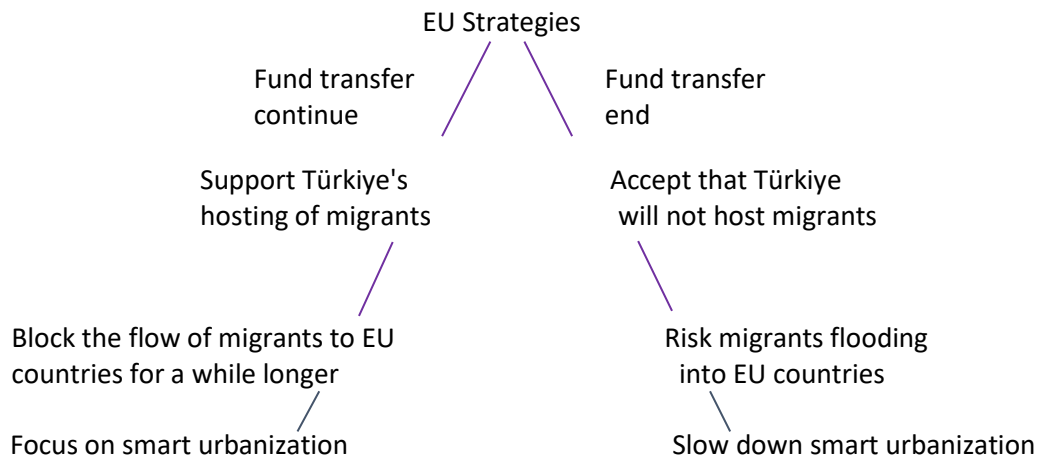 EU Strategies
Fund transfer
continue
Fund transfer
end
Support Türkiye's
hosting of migrants
Accept that Türkiye
will not host migrants
Block the flow of migrants to EU
countries for a while longer
Risk migrants flooding
into EU countries
Focus on smart urbanization
Slow down smart urbanization